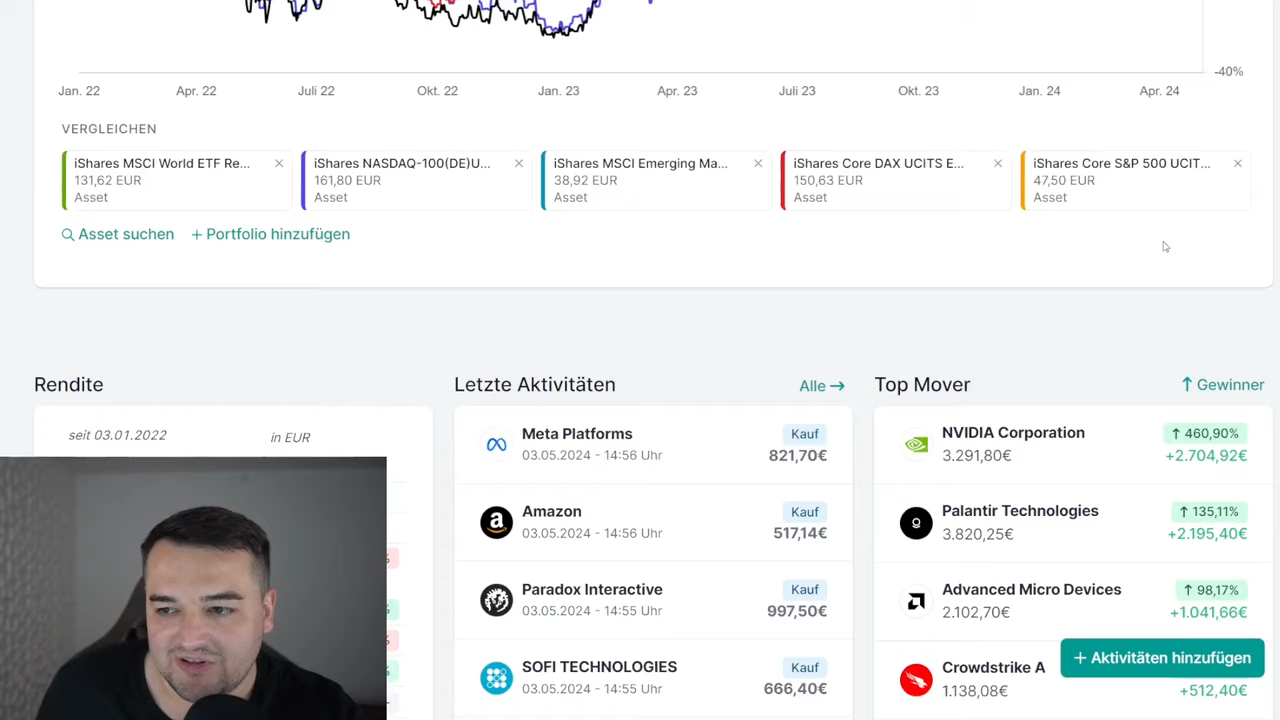 -40%
Jan. 22 Apr. 22 Juli 22 Okt. 22 Jan. 23 Apr. 23 Juli 23 Okt. 23 Jan. 24 Apr. 24
VERGLEICHEN
iShares MSCI World ETF Re...
131,62 EUR
Asset
iShares NASDAQ-100(DE)U...
161,80 EUR
Asset
iShares MSCI Emerging Ma...
38,92 EUR
Asset
iShares Core DAX UCITS E...
150,63 EUR
Asset
iShares Core S&P 500 UCIT...
47,50 EUR
Asset
Asset suchen + Portfolio hinzufügen
Rendite
seit 03.01.2022 in EUR
%
%
%
%
Letzte Aktivitäten Alle →
Meta Platforms Kauf
03.05.2024 - 14:56 Uhr 821,70€
Amazon Kauf
03.05.2024 - 14:56 Uhr 517,14€
Paradox Interactive Kauf
03.05.2024 - 14:55 Uhr 997,50€
SOFI TECHNOLOGIES Kauf
03.05.2024 - 14:55 Uhr 666,40€
Top Mover ↑ Gewinner
NVIDIA Corporation ↑ 460,90%
3.291,80€ +2.704,92€
Palantir Technologies ↑ 135,11%
3.820,25€ +2.195,40€
Advanced Micro Devices ↑ 98,17%
2.102,70€ +1.041,66€
Crowdstrike A
1.138,08€ +512,40€
+ Aktivitäten hinzufügen